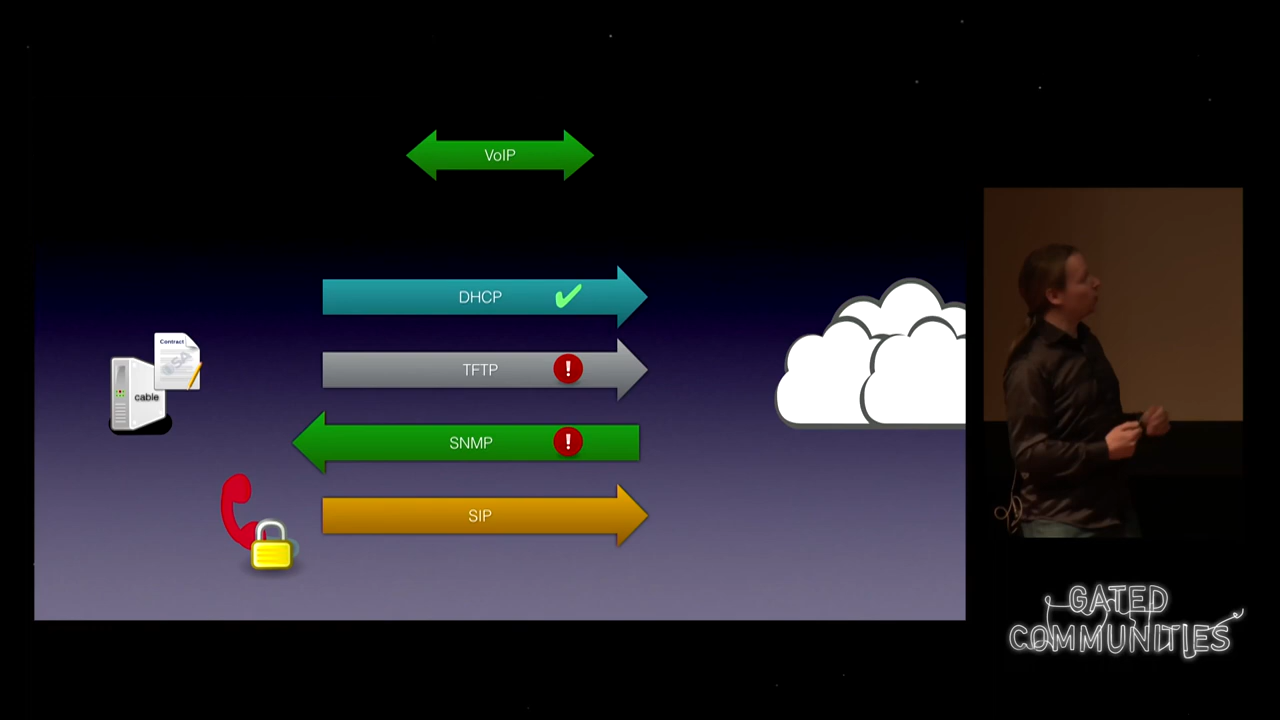 VoIP
DHCP
TFTP
SNMP
SIP
Contract
cable
GATED
COMMUNITIES